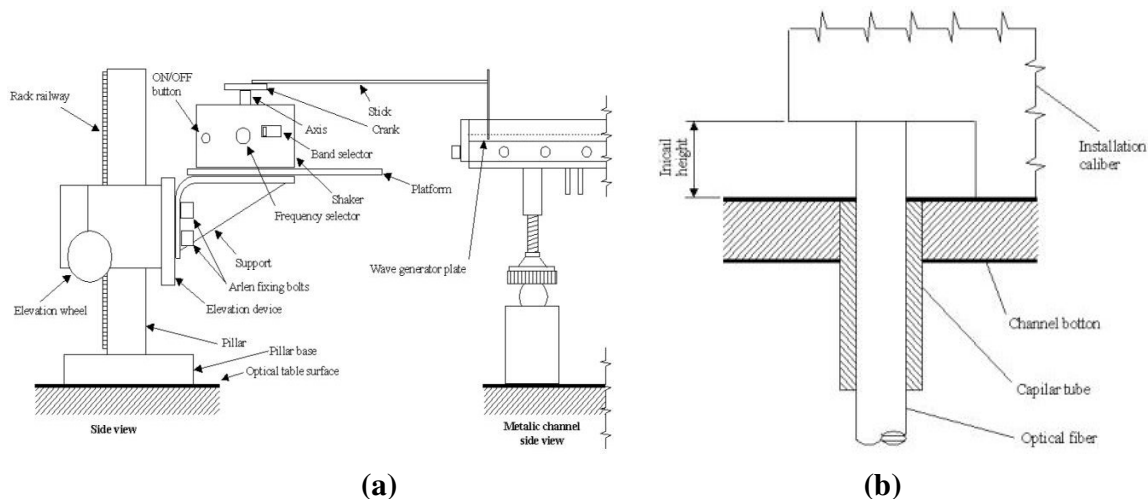 ON/OFF
button
Rack railway
Stick
Axis
Crank
Band selector
Platform
Shaker
Frequency selector
Support
Wave generator plate
Arlen fixing bolts
Elevation wheel
Elevation device
Pillar
Pillar base
Optical table surface
Side view
Metalic channel
side view
(a)
Inicail
height
Installation
caliber
Channel botton
Capilar tube
Optical fiber
(b)